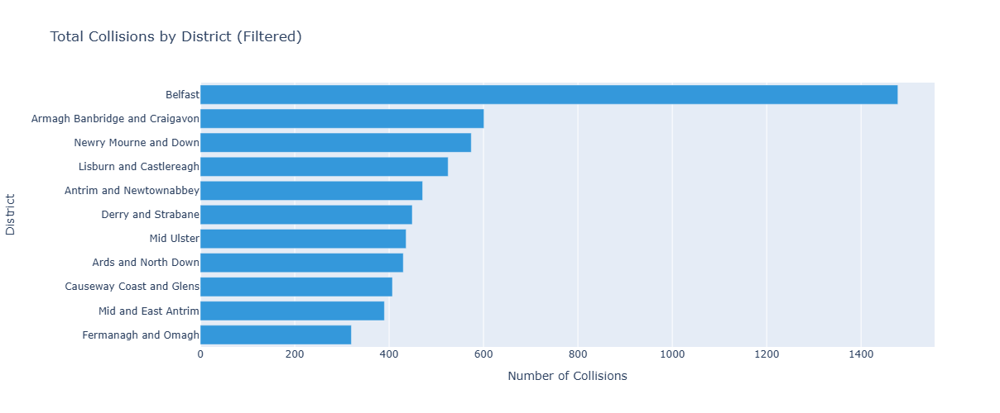 Total Collisions by District (Filtered)
Belfast
Armagh Banbridge and Craigavon
Newry Mourne and Down
Lisburn and Castlereagh
Antrim and Newtownabbey
Derry and Strabane
Mid Ulster
Ards and North Down
Causeway Coast and Glens
Mid and East Antrim
Fermanagh and Omagh
District
0 200 400 600 800 1000 1200 1400
Number of Collisions